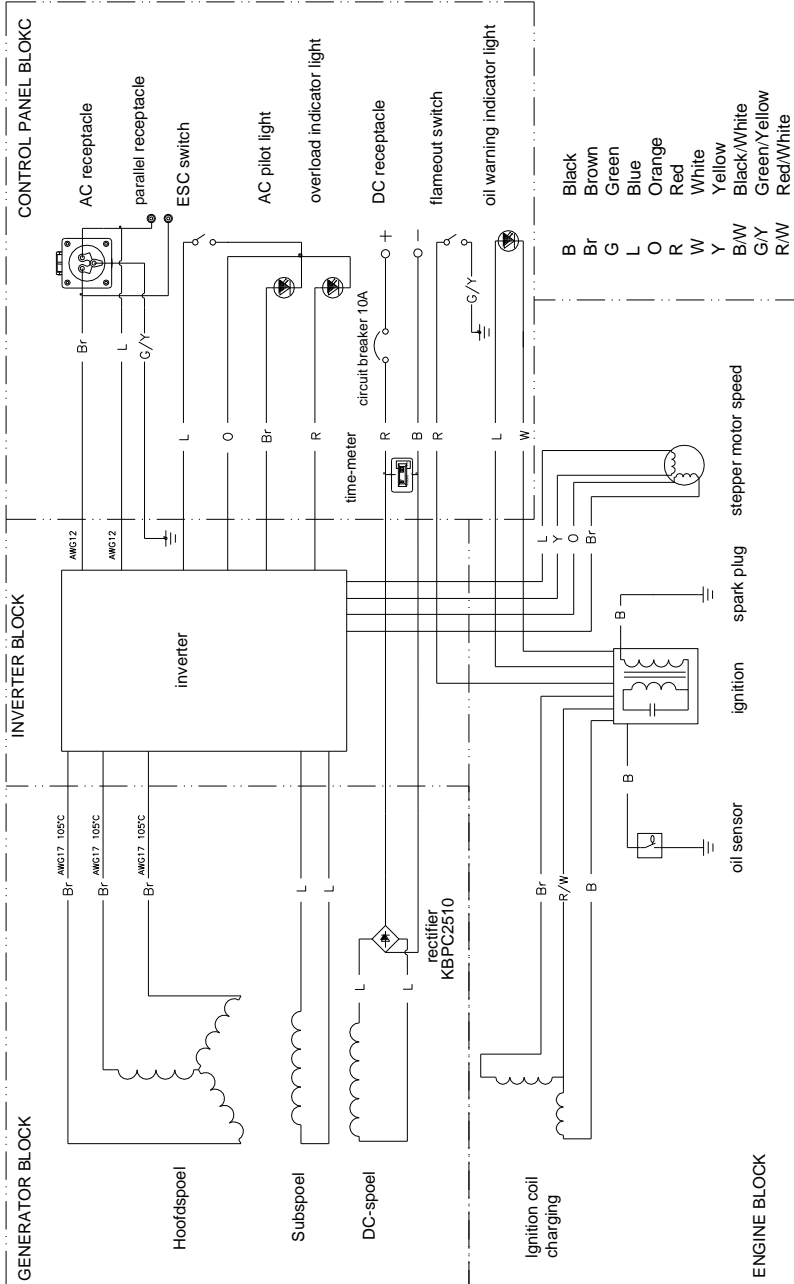 GENERATOR BLOCK
INVERTER BLOCK
CONTROL PANEL BLOKC
Hoofdspoel
Subspoel
DC-spoel
Br
AWG17 105°C
Br
AWG17 105°C
Br
AWG17 105°C
L
L
L
L
rectifier
KBPC2510
inverter
AWG12
AWG12
Br
L
G/Y
L
O
Br
R
time-meter
R
B
R
L
W
circuit breaker 10A
+
−
G/Y
AC receptacle
parallel receptacle
ESC switch
AC pilot light
overload indicator light
DC receptacle
flameout switch
oil warning indicator light
Ignition coil
charging
Br
R/W
B
B
B
L
Y
O
Br
oil sensor
ignition
spark plug
stepper motor speed
ENGINE BLOCK
B Black
Br Brown
G Green
L Blue
O Orange
R Red
W White
Y Yellow
B/W Black/White
G/Y Green/Yellow
R/W Red/White